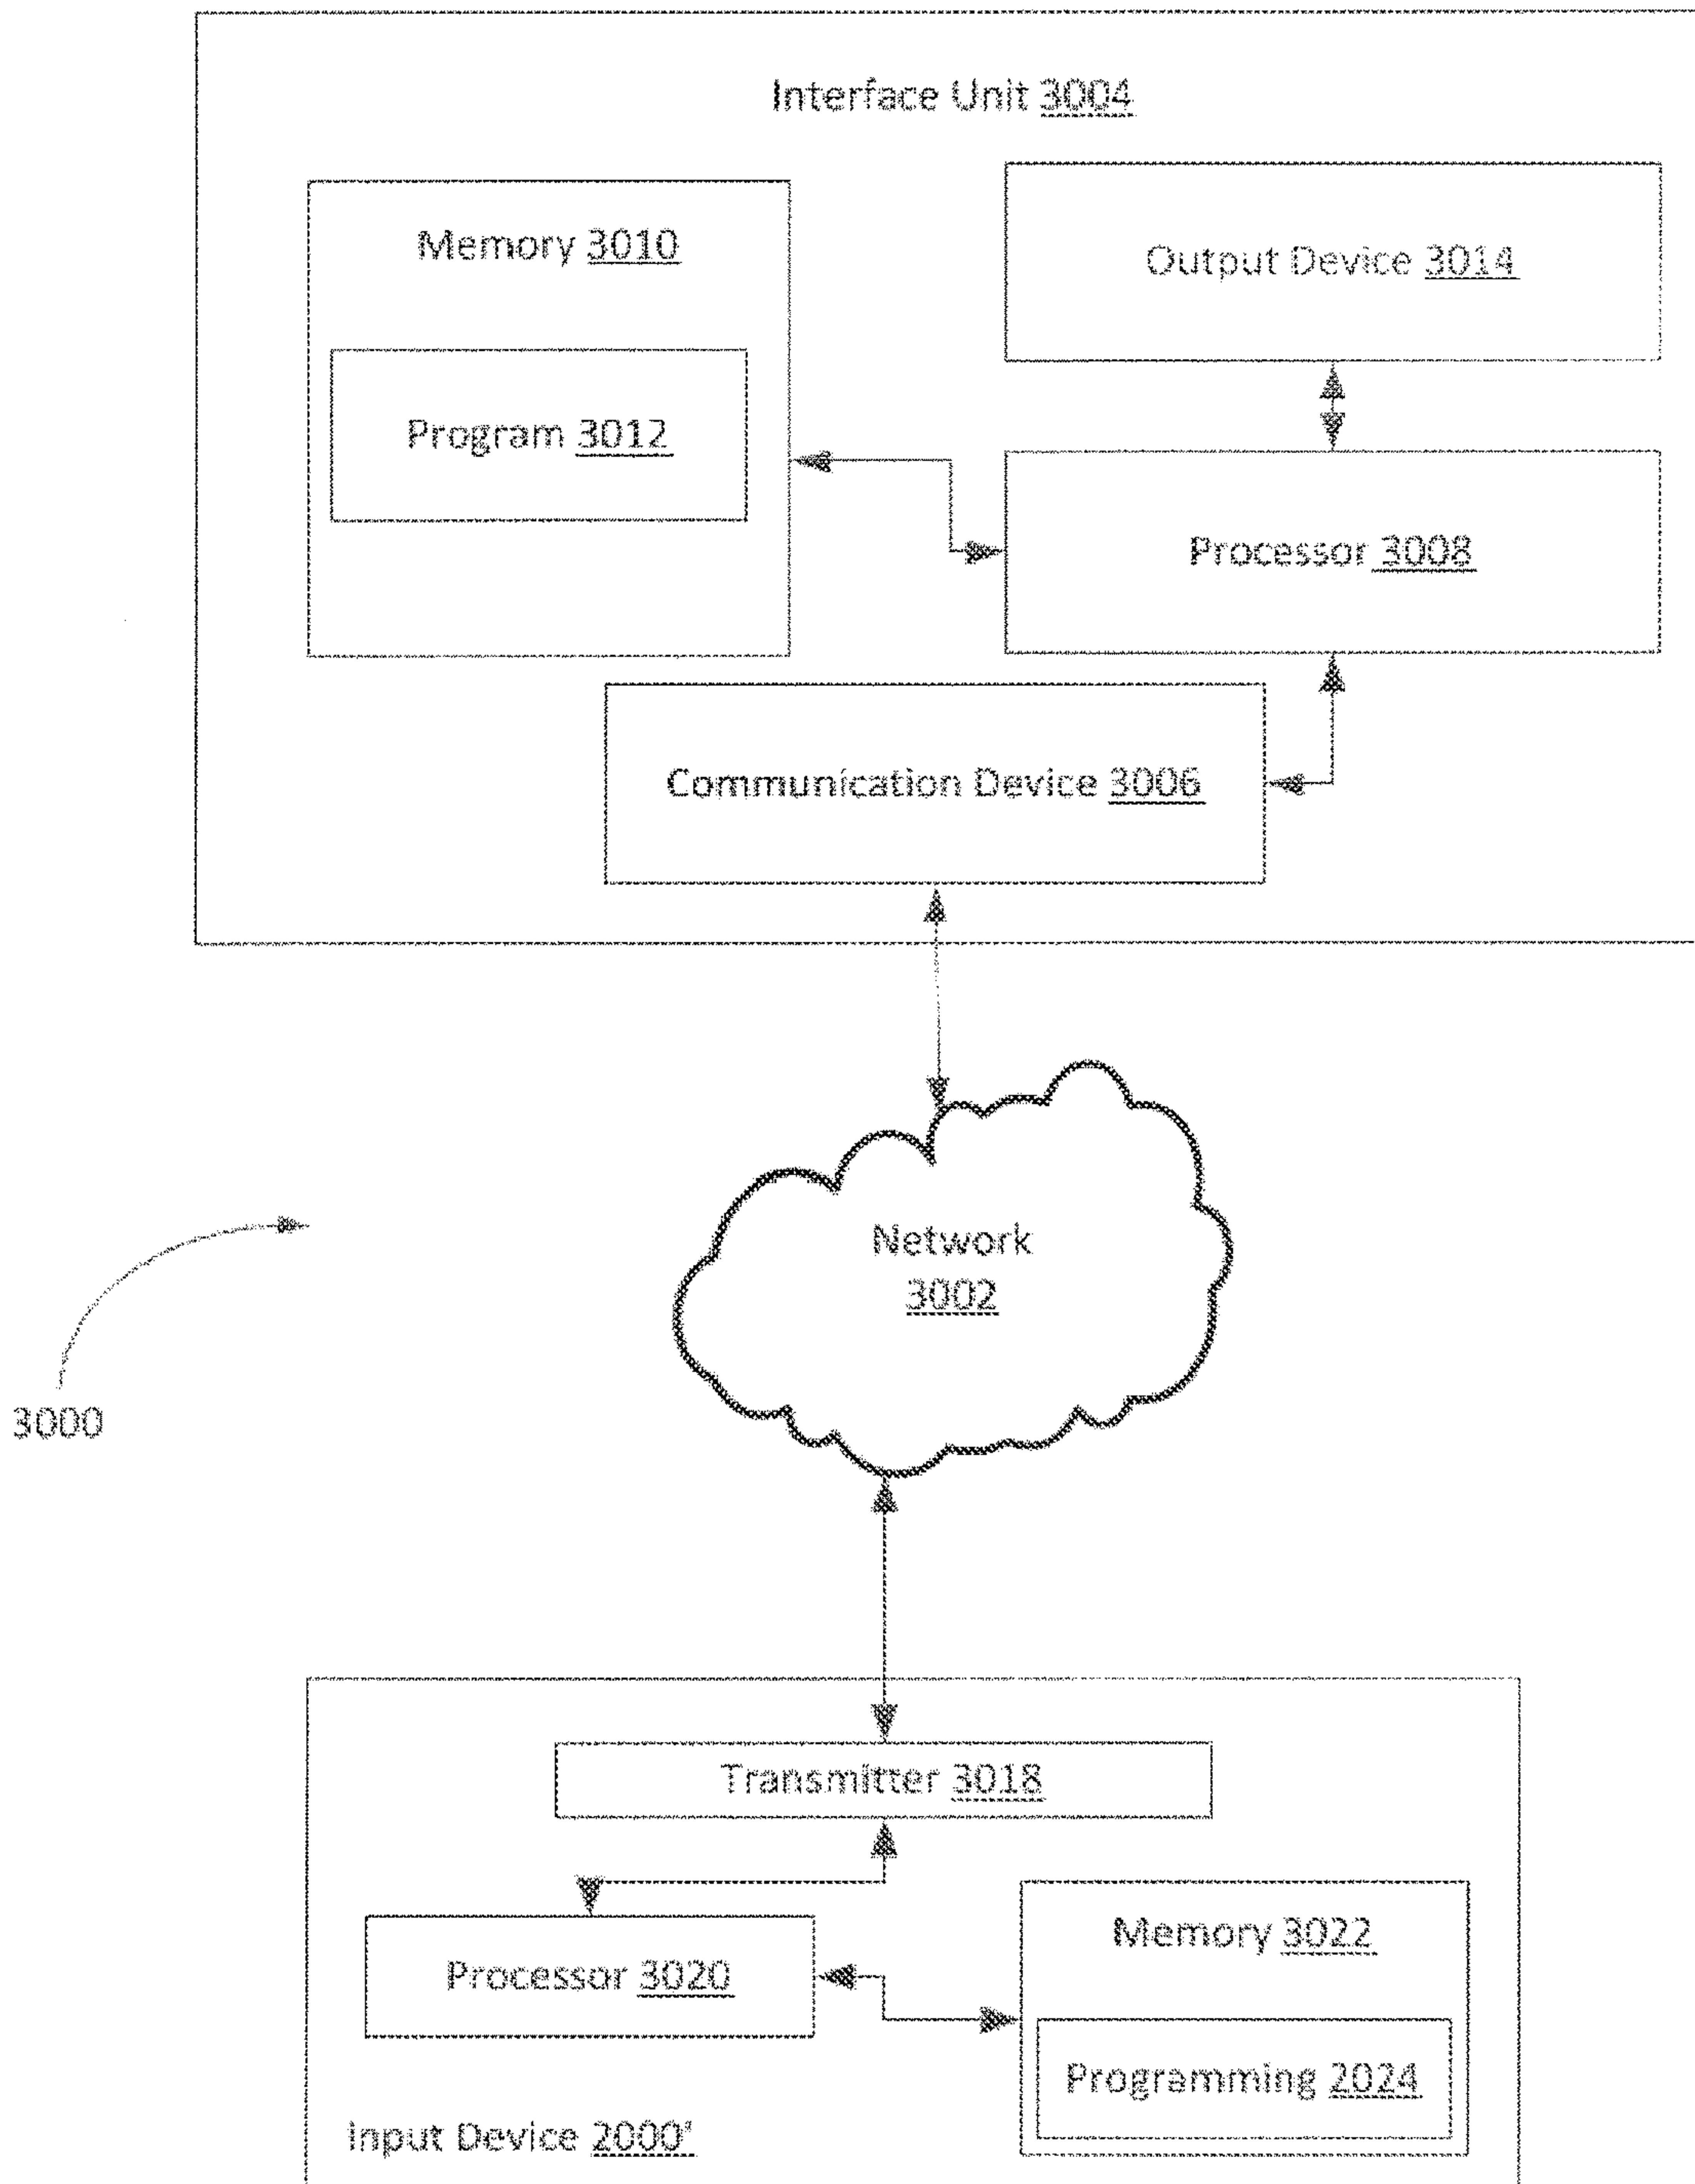 Interface Unit 3004
Memory 3010
Output Device 3014
Program 3012
Processor 3008
Communication Device 3006
Network
3002
3000
Transmitter 3018
Memory 3022
Processor 3020
Programming 2024
Input Device 2000'